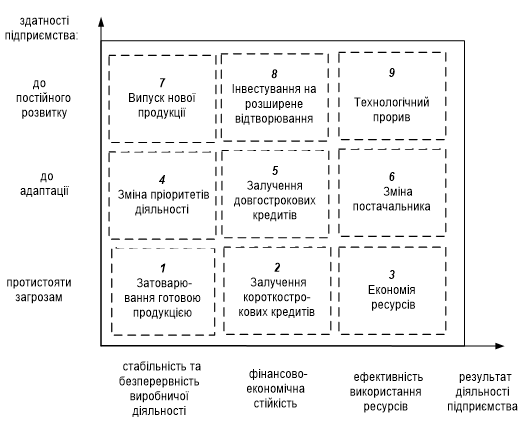 здатності
підприємства:
до
постійного
розвитку
7
Випуск нової
продукції
8
Інвестування на
розширене
відтворювання
9
Технологічний
прорив
до
адаптації
4
Зміна пріоритетів
діяльності
5
Залучення
довгострокових
кредитів
6
Зміна
постачальника
протистояти
загрозам
1
Затоварю-
вання готовою
продукцією
2
Залучення
короткостро-
кових кредитів
3
Економія
ресурсів
стабільність та
безперервність
виробничої
діяльності
фінансово-
економічна
стійкість
ефективність
використання
ресурсів
результат
діяльності
підприємства